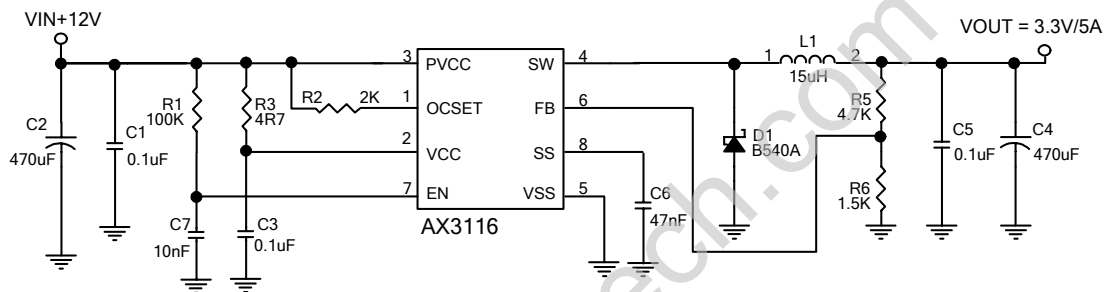 VIN+12V
VOUT = 3.3V/5A
L1
1
2
15uH
3
PVCC
SW
4
R1
100K
R3
4R7
R2
2K
1
OCSET
FB
6
R5
4.7K
C2
470uF
C1
0.1uF
2
VCC
SS
8
D1
B540A
C5
0.1uF
C4
470uF
7
EN
VSS
5
C6
47nF
R6
1.5K
C7
10nF
C3
0.1uF
AX3116
ech.com